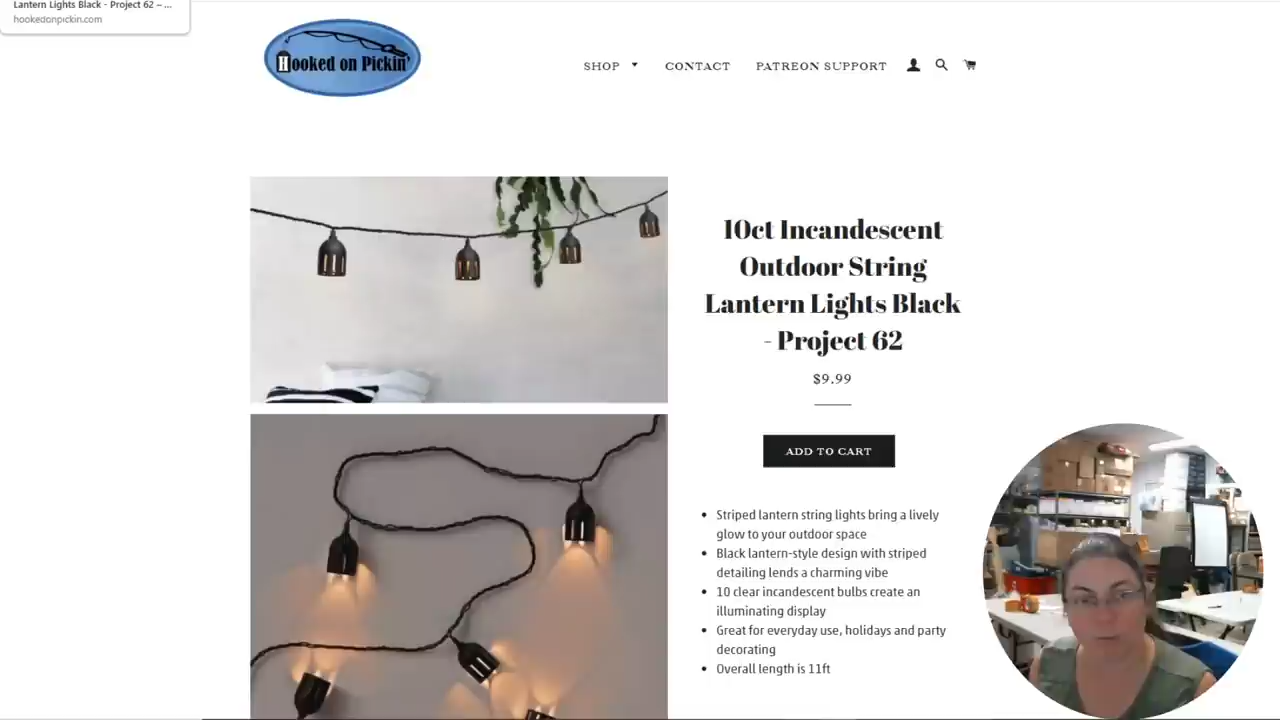 Lantern Lights Black - Project 62 – ...
hookedonpickin.com
Hooked on Pickin'
SHOP
CONTACT
PATREON SUPPORT
10ct Incandescent
Outdoor String
Lantern Lights Black
- Project 62
$9.99
ADD TO CART
• Striped lantern string lights bring a lively
glow to your outdoor space
• Black lantern-style design with striped
detailing lends a charming vibe
• 10 clear incandescent bulbs create an
illuminating display
• Great for everyday use, holidays and party
decorating
• Overall length is 11ft